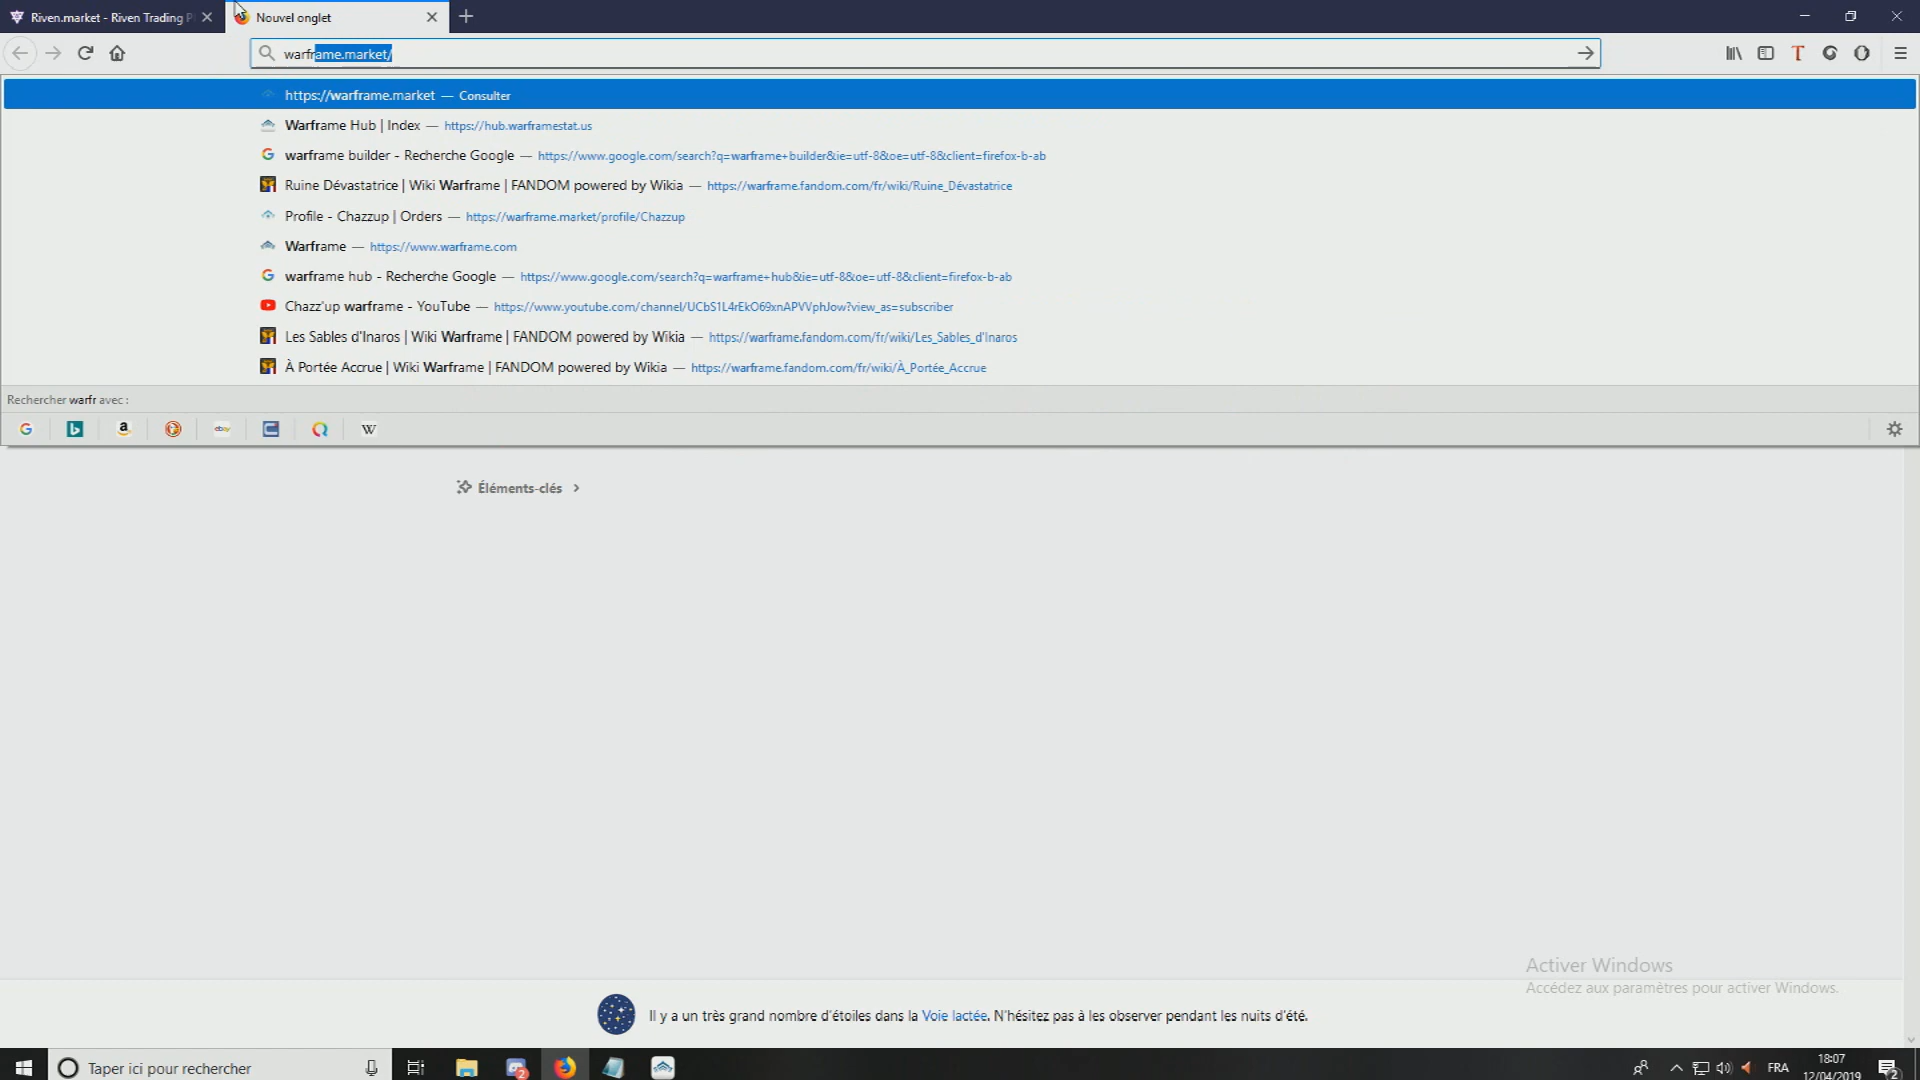 Riven.market - Riven Trading P
Nouvel onglet
warframe.market/
https://warframe.market — Consulter
Warframe Hub | Index — https://hub.warframestat.us
warframe builder - Recherche Google — https://www.google.com/search?q=warframe+builder&ie=utf-8&oe=utf-8&client=firefox-b-ab
Ruine Dévastatrice | Wiki Warframe | FANDOM powered by Wikia — https://warframe.fandom.com/fr/wiki/Ruine_Dévastatrice
Profile - Chazzup | Orders — https://warframe.market/profile/Chazzup
Warframe — https://www.warframe.com
warframe hub - Recherche Google — https://www.google.com/search?q=warframe+hub&ie=utf-8&oe=utf-8&client=firefox-b-ab
Chazz'up warframe - YouTube — https://www.youtube.com/channel/UCbS1L4rEkO69xnAPVVphJow?view_as=subscriber
Les Sables d'Inaros | Wiki Warframe | FANDOM powered by Wikia — https://warframe.fandom.com/fr/wiki/Les_Sables_d'Inaros
À Portée Accrue | Wiki Warframe | FANDOM powered by Wikia — https://warframe.fandom.com/fr/wiki/À_Portée_Accrue
Rechercher warfr avec :
Éléments-clés
Activer Windows
Accédez aux paramètres pour activer Windows.
Il y a un très grand nombre d'étoiles dans la Voie lactée. N'hésitez pas à les observer pendant les nuits d'été.
Taper ici pour rechercher
2
FRA
18:07
12/04/2019
2